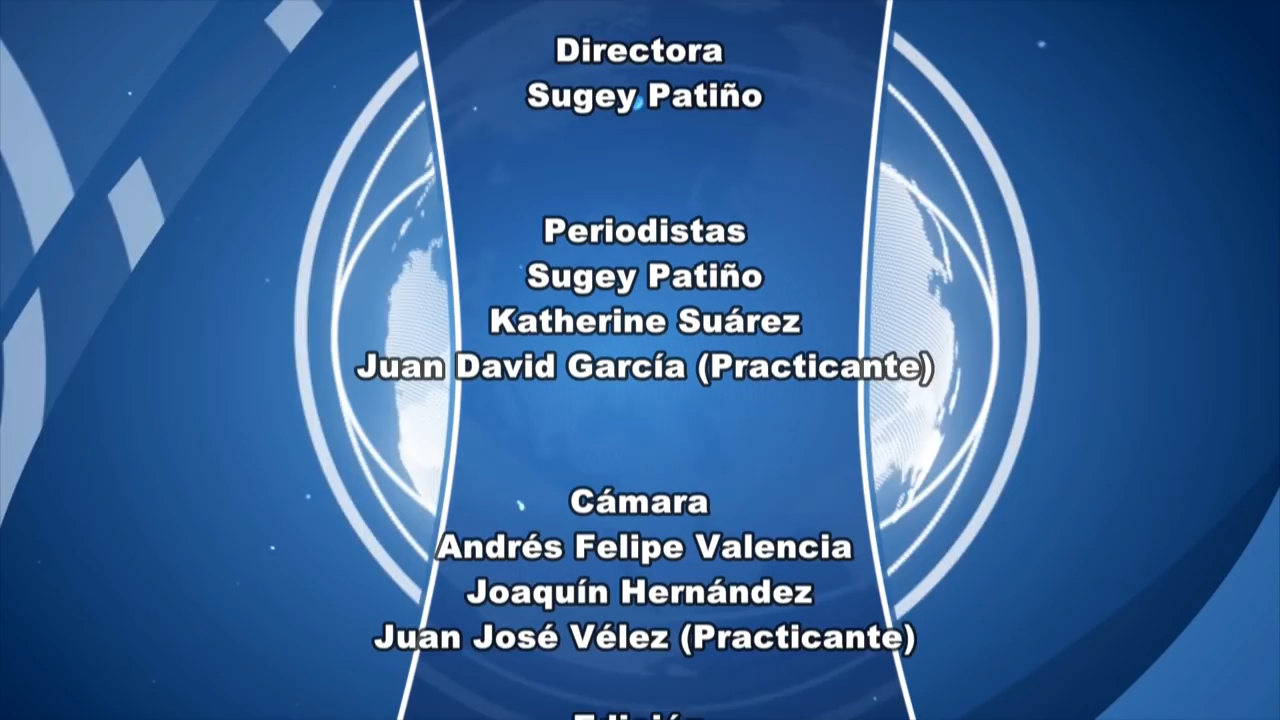 Directora
Sugey Patiño
Periodistas
Sugey Patiño
Katherine Suárez
Juan David García (Practicante)
Cámara
Andrés Felipe Valencia
Joaquín Hernández
Juan José Vélez (Practicante)
Edición